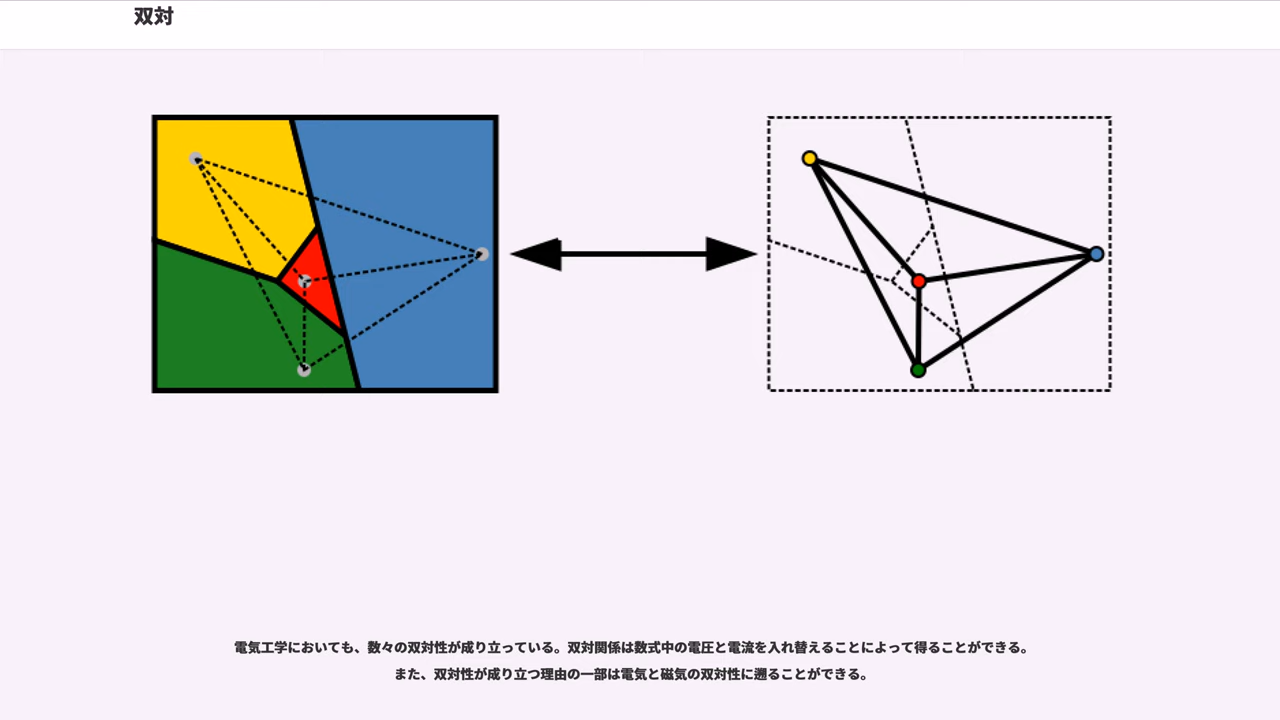 双対
電気工学においても、数々の双対性が成り立っている。双対関係は数式中の電圧と電流を入れ替えることによって得ることができる。
また、双対性が成り立つ理由の一部は電気と磁気の双対性に遡ることができる。